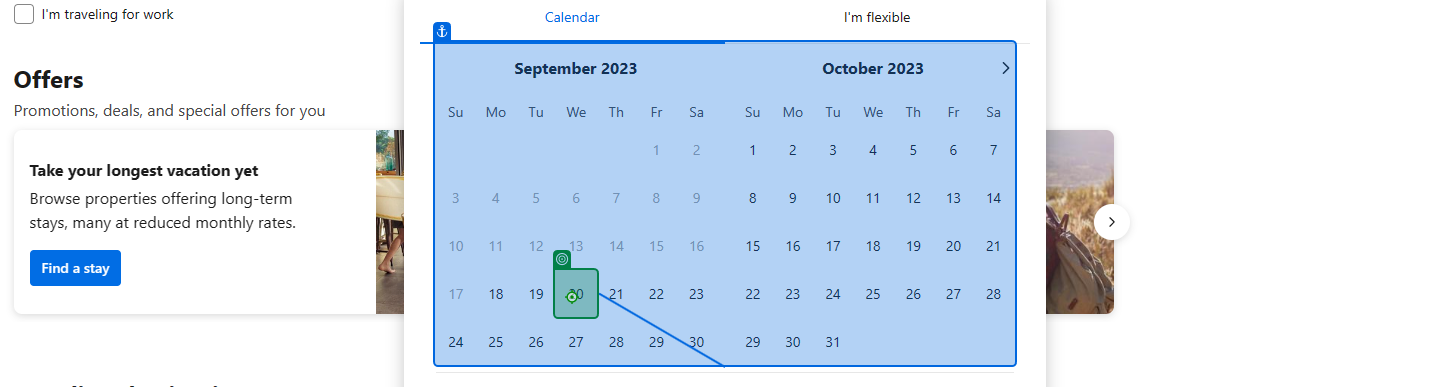 I'm traveling for work
Calendar
I'm flexible
Offers
Promotions, deals, and special offers for you
Take your longest vacation yet
Browse properties offering long-term
stays, many at reduced monthly rates.
Find a stay
September 2023
Su Mo Tu We Th Fr Sa
1 2
3 4 5 6 7 8 9
10 11 12 13 14 15 16
17 18 19 20 21 22 23
24 25 26 27 28 29 30
October 2023
Su Mo Tu We Th Fr Sa
1 2 3 4 5 6 7
8 9 10 11 12 13 14
15 16 17 18 19 20 21
22 23 24 25 26 27 28
29 30 31